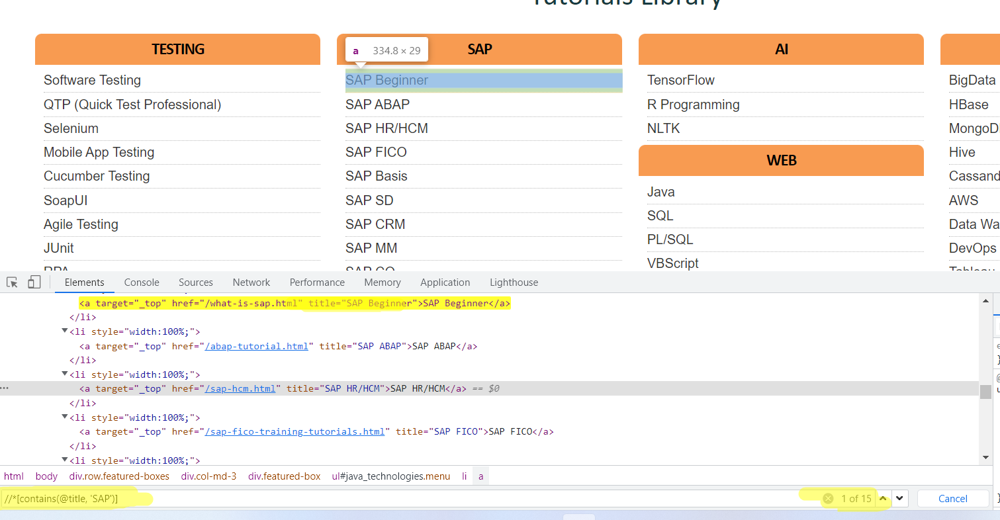 Tutorials Library
TESTING
Software Testing
QTP (Quick Test Professional)
Selenium
Mobile App Testing
Cucumber Testing
SoapUI
Agile Testing
JUnit
RPA
a 334.8 × 29
SAP
SAP Beginner
SAP ABAP
SAP HR/HCM
SAP FICO
SAP Basis
SAP SD
SAP CRM
SAP MM
SAP CO
AI
TensorFlow
R Programming
NLTK
WEB
Java
SQL
PL/SQL
VBScript
BigData
HBase
MongoD
Hive
Cassand
AWS
Data Wa
DevOps
Tableau
Elements Console Sources Network Performance Memory Application Lighthouse
<a target="_top" href="/what-is-sap.html" title="SAP Beginner">SAP Beginner</a>
</li>
<li style="width:100%;">
<a target="_top" href="/abap-tutorial.html" title="SAP ABAP">SAP ABAP</a>
</li>
<li style="width:100%;">
<a target="_top" href="/sap-hcm.html" title="SAP HR/HCM">SAP HR/HCM</a> == $0
</li>
<li style="width:100%;">
<a target="_top" href="/sap-fico-training-tutorials.html" title="SAP FICO">SAP FICO</a>
</li>
<li style="width:100%;">
html body div.row.featured-boxes div.col-md-3 div.featured-box ul#java_technologies.menu li a
//*[contains(@title, 'SAP')] 1 of 15 Cancel